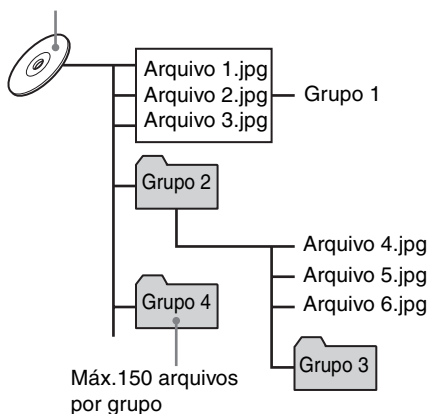 Arquivo 1.jpg
Arquivo 2.jpg
Arquivo 3.jpg
Grupo 1
Grupo 2
Arquivo 4.jpg
Arquivo 5.jpg
Arquivo 6.jpg
Grupo 4
Grupo 3
Máx.150 arquivos
por grupo